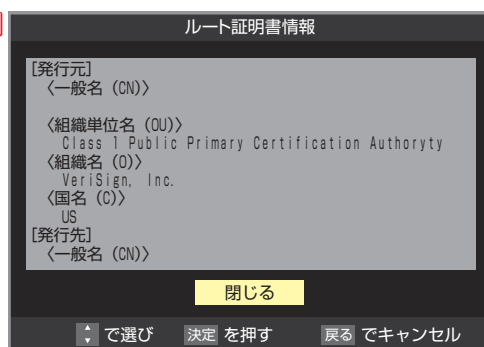 ルート証明書情報
[発行元]
〈一般名（CN）〉
〈組織単位名（OU）〉
Class 1 Public Primary Certification Authoryty
〈組織名（O）〉
VeriSign, Inc.
〈国名（C）〉
US
[発行先]
〈一般名（CN）〉
閉じる
で選び 決定 を押す 戻る でキャンセル